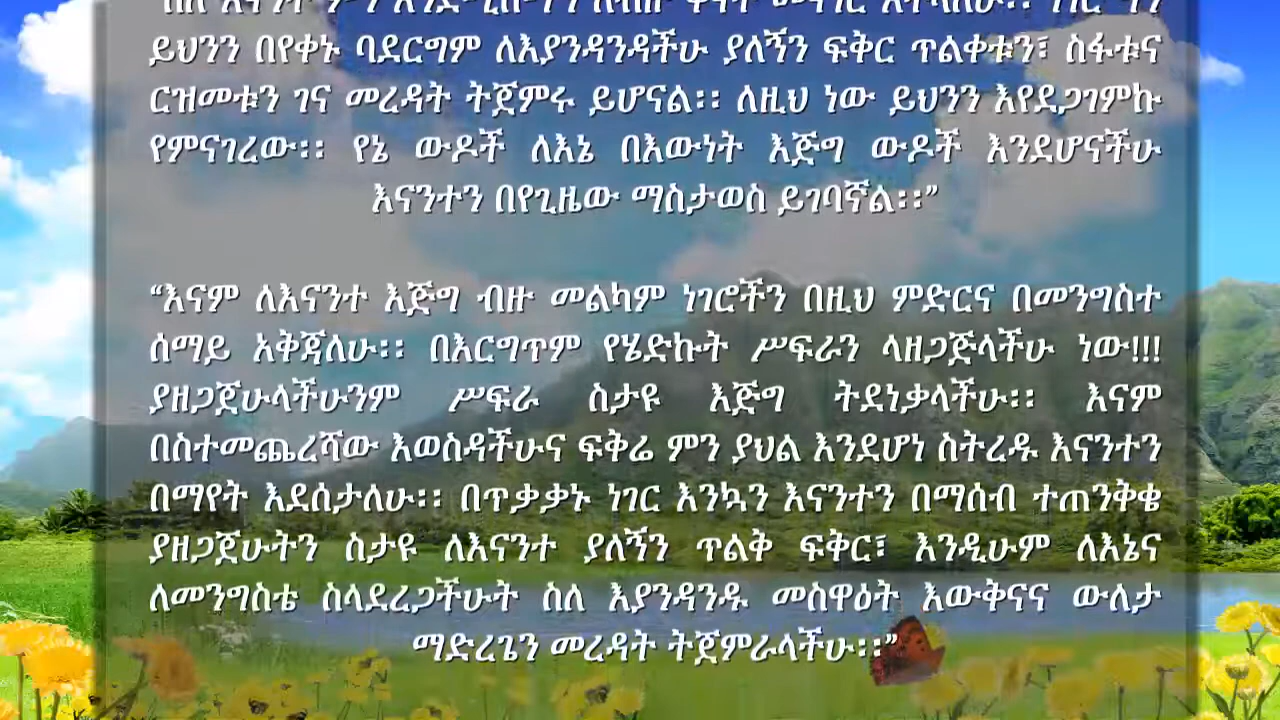 ይህንን በየቀኑ ባደርግም ለእያንዳንዳችሁ ያለኝን ፍቅር ጥልቀቱን፣ ስፋቱና
ርዝመቱን ገና መረዳት ትጀምሩ ይሆናል፡፡ ለዚህ ነው ይህንን እየደጋገምኩ
የምናገረው፡፡ የኔ ውዶች ለእኔ በእውነት እጅግ ውዶች እንደሆናችሁ
እናንተን በየጊዜው ማስታወስ ይገባኛል፡፡”
“እናም ለእናንተ እጅግ ብዙ መልካም ነገሮችን በዚህ ምድርና በመንግስተ
ሰማይ አቅጃለሁ፡፡ በእርግጥም የሄድኩት ሥፍራን ላዘጋጅላችሁ ነው!!!
ያዘጋጀሁላችሁንም ሥፍራ ስታዩ እጅግ ትደነቃላችሁ፡፡ እናም
በስተመጨረሻው እወስዳችሁና ፍቅሬ ምን ያህል እንደሆነ ስትረዱ እናንተን
በማየት እደሰታለሁ፡፡ በጥቃቃኑ ነገር እንኳን እናንተን በማሰብ ተጠንቅቄ
ያዘጋጀሁትን ስታዩ ለእናንተ ያለኝን ጥልቅ ፍቅር፣ እንዲሁም ለእኔና
ለመንግስቴ ስላደረጋችሁት ስለ እያንዳንዱ መስዋዕት እውቅናና ውለታ
ማድረጌን መረዳት ትጀምራላችሁ፡፡”